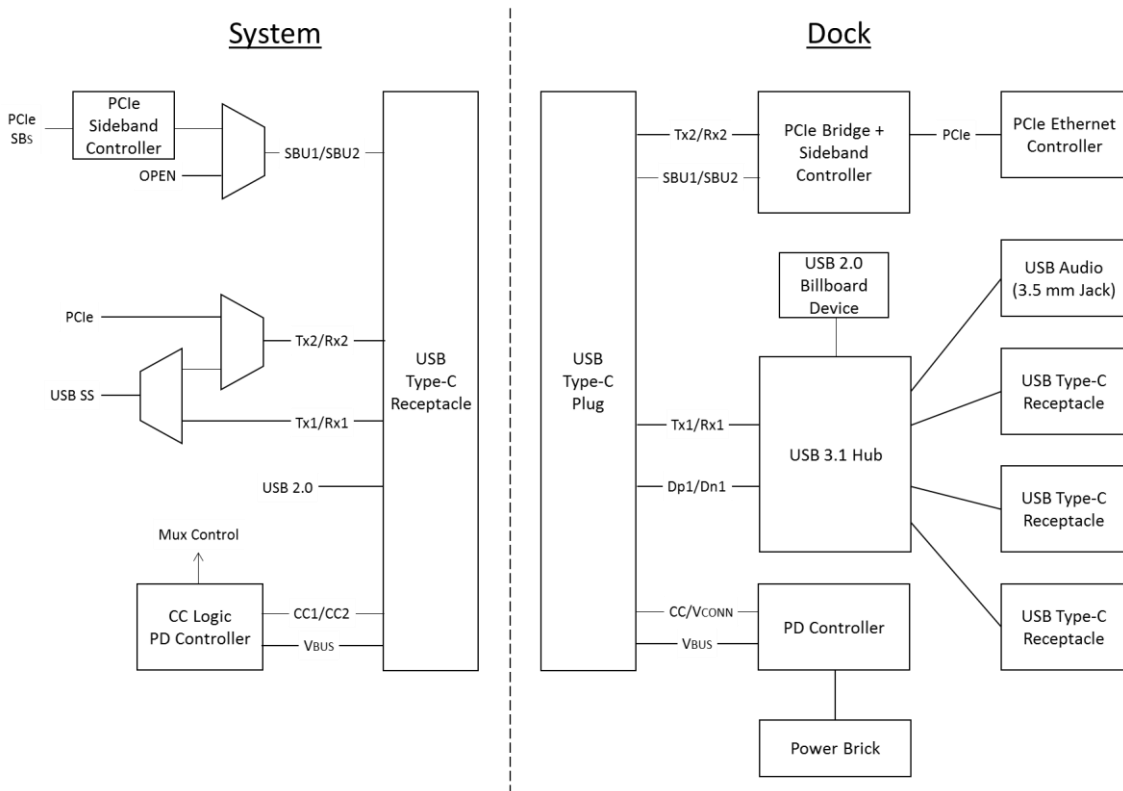 System
PCIe
SBs
PCIe
Sideband
Controller
OPEN
SBU1/SBU2
PCIe
USB SS
Tx2/Rx2
Tx1/Rx1
USB 2.0
Mux Control
CC Logic
PD Controller
CC1/CC2
VBUS
USB
Type-C
Receptacle
Dock
USB
Type-C
Plug
Tx2/Rx2
SBU1/SBU2
PCIe Bridge +
Sideband
Controller
PCIe
PCIe Ethernet
Controller
USB 2.0
Billboard
Device
USB Audio
(3.5 mm Jack)
USB Type-C
Receptacle
Tx1/Rx1
USB 3.1 Hub
Dp1/Dn1
USB Type-C
Receptacle
CC/VCONN
VBUS
PD Controller
USB Type-C
Receptacle
Power Brick